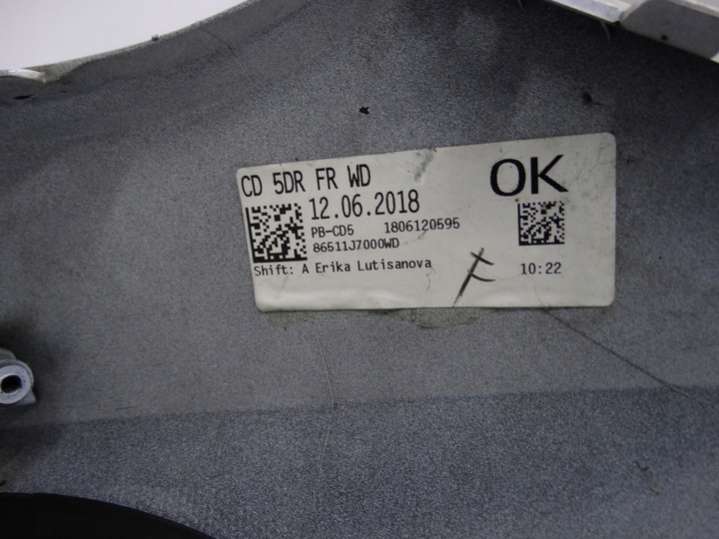 CD 5DR FR WD
OK
12.06.2018
PB-CD5 1806120595
86511J7000WD
Shift: A Erika Lutisanova
10:22